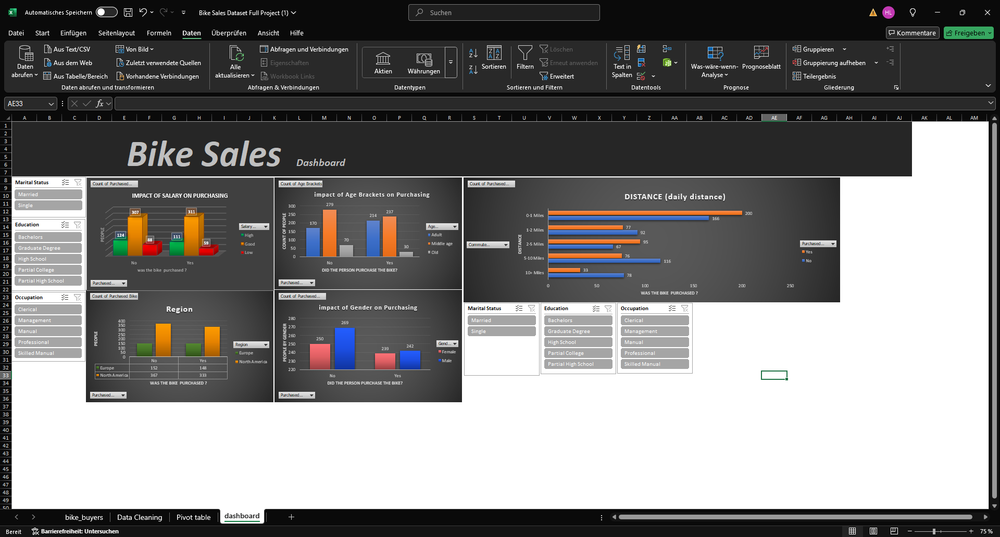 Automatisches Speichern
Bike Sales Dataset Full Project (1)
Suchen
HL
Datei Start Einfügen Seitenlayout Formeln Daten Überprüfen Ansicht Hilfe
Kommentare Freigeben
Daten abrufen
Aus Text/CSV
Aus dem Web
Aus Tabelle/Bereich
Von Bild
Zuletzt verwendete Quellen
Vorhandene Verbindungen
Daten abrufen und transformieren
Alle aktualisieren
Abfragen und Verbindungen
Eigenschaften
Workbook Links
Abfragen & Verbindungen
Aktien
Währungen
Datentypen
Sortieren
Filtern
Löschen
Erneut anwenden
Erweitert
Sortieren und Filtern
Text in Spalten
Datentools
Was-wäre-wenn-Analyse
Prognoseblatt
Prognose
Gruppieren
Gruppierung aufheben
Teilergebnis
Gliederung
AE33
fx
A B C D E F G H I J K L M N O P Q R S T U V W X Y Z AA AB AC AD AE AF AG AH AI AJ AK AL AM
1
2
3
4
5
6
7
8
9
10
11
12
13
14
15
16
17
18
19
20
21
22
23
24
25
26
27
28
29
30
31
32
33
34
35
36
37
38
39
40
41
42
43
44
45
46
47
48
49
50
Bike Sales Dashboard
Marital Status
Married
Single
Education
Bachelors
Graduate Degree
High School
Partial College
Partial High School
Occupation
Clerical
Management
Manual
Professional
Skilled Manual
Count of Purchased...
IMPACT OF SALARY ON PURCHASING
PEOPLE
124 307 88 111 311 59
No Yes
was the bike purchased ?
Salary...
High
Good
Low
Purchased...
Count of Age Brackets
impact of Age Brackets on Purchasing
COUNT OF PEOPLE
300
250
200
150
100
50
0
170 279 70 214 237 30
No Yes
DID THE PERSON PURCHASE THE BIKE?
Age...
Adult
Middle age
Old
Purchased...
Count of Purchased...
DISTANCE (daily distance)
DISTANCE
Commute...
0-1 Miles 200 166
1-2 Miles 77 92
2-5 Miles 95 67
5-10 Miles 76 116
10+ Miles 33 78
0 50 100 150 200 250
WAS THE BIKE PURCHASED ?
Purchased...
Yes
No
Count of Purchased Bike
Region
PEOPLE
400
350
300
250
200
150
100
50
0
No Yes
Europe 152 148
North America 367 333
WAS THE BIKE PURCHASED ?
Region
Europe
North America
Purchased...
Count of Purchased...
impact of Gender on Purchasing
PEOPLE BY GENDER
280
270
260
250
240
230
220
250 269 239 242
No Yes
DID THE PERSON PURCHASE THE BIKE?
Gend...
Female
Male
Purchased...
Marital Status
Married
Single
Education
Bachelors
Graduate Degree
High School
Partial College
Partial High School
Occupation
Clerical
Management
Manual
Professional
Skilled Manual
bike_buyers Data Cleaning Pivot table dashboard
Bereit Barrierefreiheit: Untersuchen
75 %